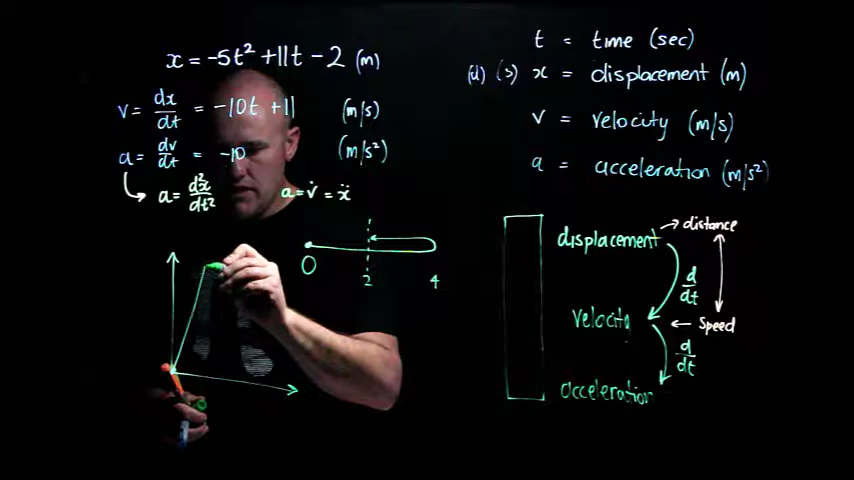 x = -5t² + 11t - 2 (m)
v = dx/dt = -10t + 11 (m/s)
a = dv/dt = -10 (m/s²)
a = d²x/dt² a = v̇ = ẍ
0 2 4
t = time (sec)
(d) (s) x = displacement (m)
v = velocity (m/s)
a = acceleration (m/s²)
displacement → distance
d/dt
velocity ← speed
d/dt
acceleration